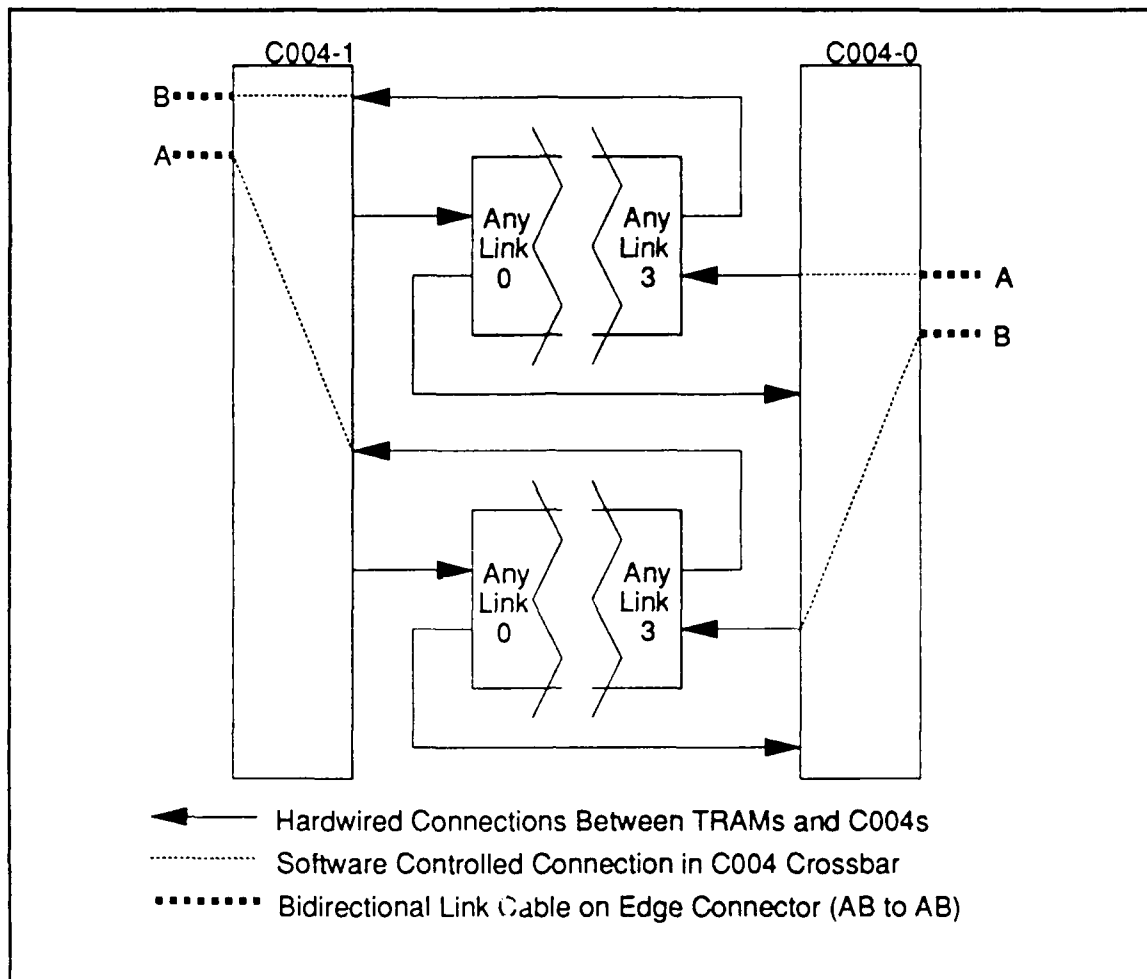 C004-1
C004-0
B
A
Any
Link
0
Any
Link
3
A
B
Any
Link
0
Any
Link
3
Hardwired Connections Between TRAMs and C004s
Software Controlled Connection in C004 Crossbar
Bidirectional Link Cable on Edge Connector (AB to AB)